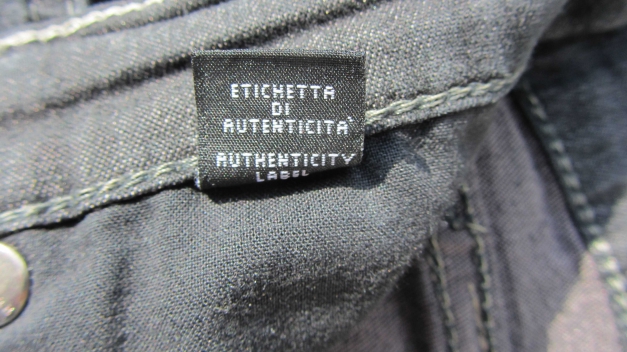 ETICHETTA
DI
AUTENTICITA'
AUTHENTICITY
LABEL